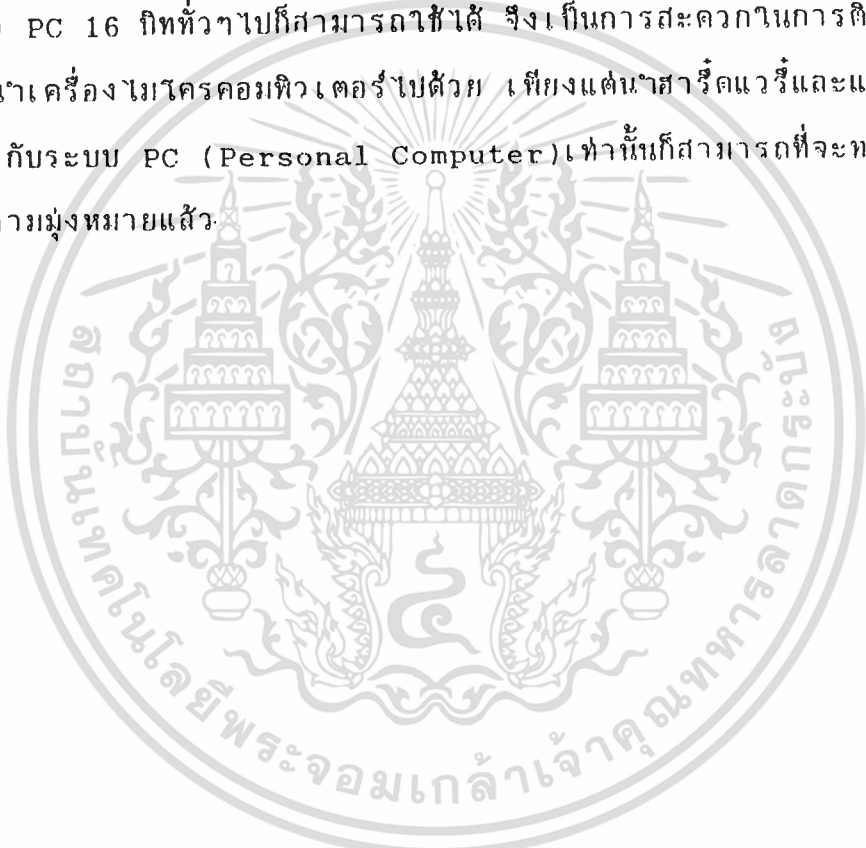 PC 16 บิททั่วๆไปก็สามารถใช้ได้ จึงเป็นการสะดวกในการติ
นำเครื่องไมโครคอมพิวเตอร์ไปด้วย เพียงแต่นำฮาร์ดแวร์และแ
กับระบบ PC (Personal Computer)เท่านั้นก็สามารถที่จะท
วามมุ่งหมายแล้ว
สถาบันเทคโนโลยีพระจอมเกล้าเจ้าคุณทหารลาดกระบัง
๔